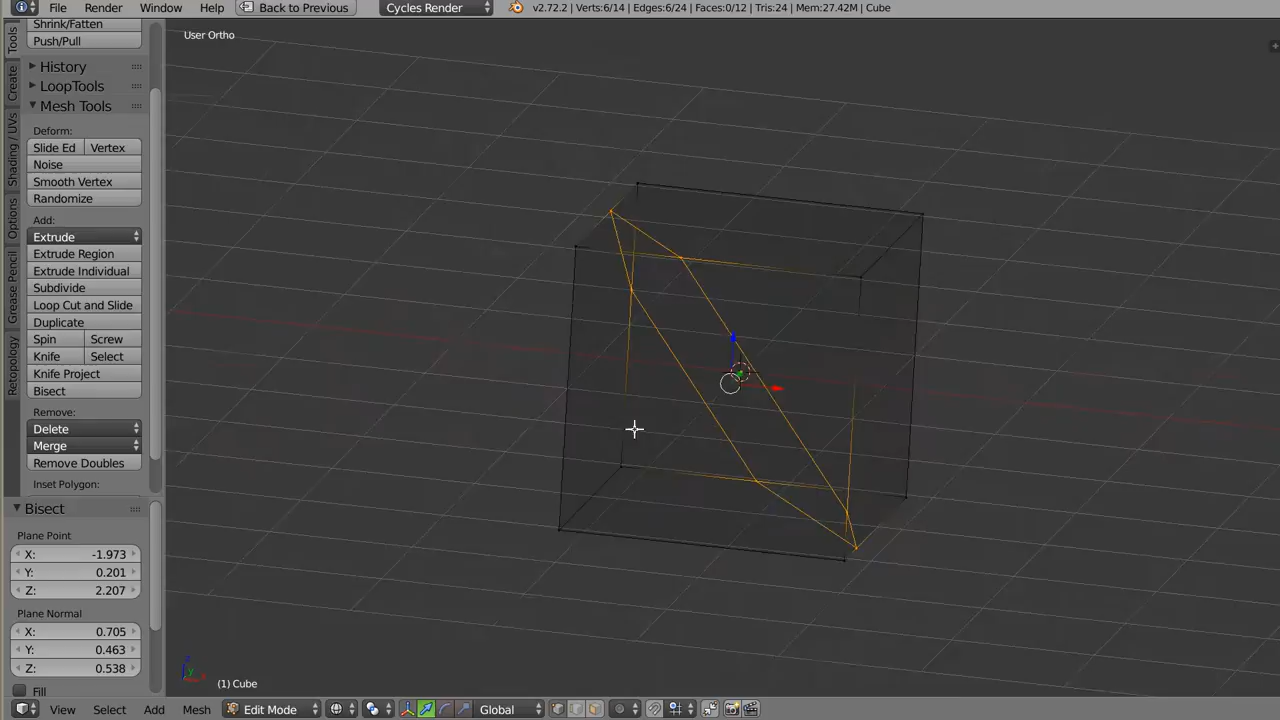 File Render Window Help Back to Previous Cycles Render v2.72.2 | Verts:6/14 | Edges:6/24 | Faces:0/12 | Tris:24 | Mem:27.42M | Cube
User Ortho
Tools
Create
Shading / UVs
Options
Grease Pencil
Retopology
Shrink/Fatten
Push/Pull
History
LoopTools
Mesh Tools
Deform:
Slide Ed Vertex
Noise
Smooth Vertex
Randomize
Add:
Extrude
Extrude Region
Extrude Individual
Subdivide
Loop Cut and Slide
Duplicate
Spin Screw
Knife Select
Knife Project
Bisect
Remove:
Delete
Merge
Remove Doubles
Inset Polygon:
Bisect
Plane Point
X: -1.973
Y: 0.201
Z: 2.207
Plane Normal
X: 0.705
Y: 0.463
Z: 0.538
Fill
(1) Cube
View Select Add Mesh Edit Mode Global